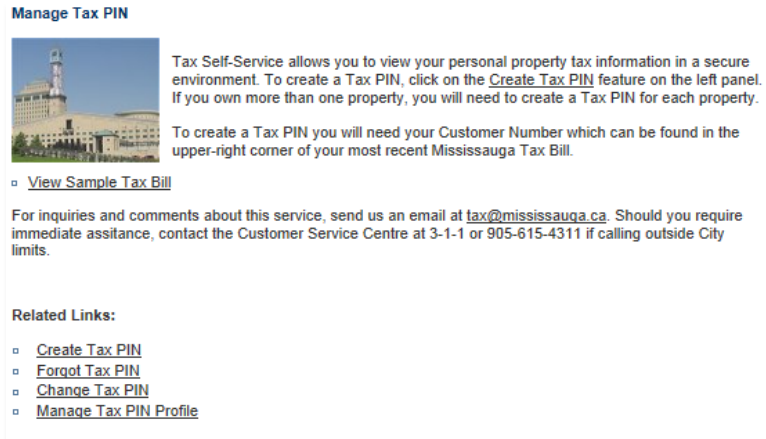 Manage Tax PIN
Tax Self-Service allows you to view your personal property tax information in a secure
environment. To create a Tax PIN, click on the Create Tax PIN feature on the left panel.
If you own more than one property, you will need to create a Tax PIN for each property.
To create a Tax PIN you will need your Customer Number which can be found in the
upper-right corner of your most recent Mississauga Tax Bill.
View Sample Tax Bill
For inquiries and comments about this service, send us an email at tax@mississauga.ca. Should you require
immediate assitance, contact the Customer Service Centre at 3-1-1 or 905-615-4311 if calling outside City
limits.
Related Links:
Create Tax PIN
Forgot Tax PIN
Change Tax PIN
Manage Tax PIN Profile